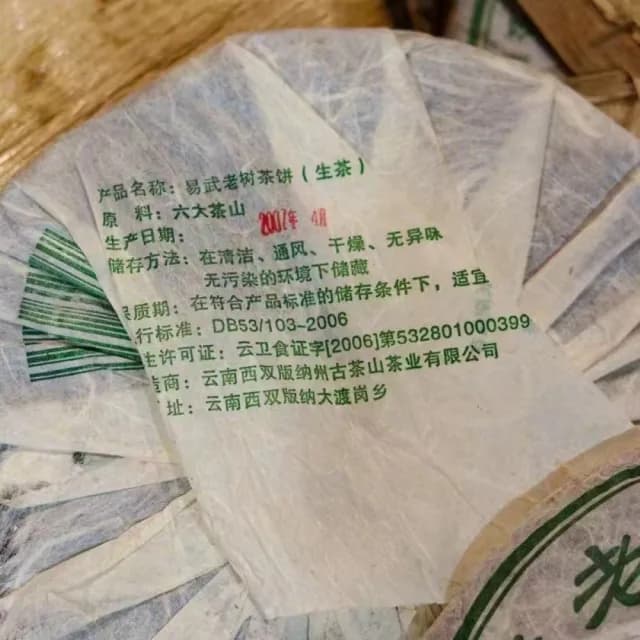 产品名称：易武老树茶饼（生茶）
原 料：六大茶山
生产日期：2007年 4月
储存方法：在清洁、通风、干燥、无异味
无污染的环境下储藏
质期：在符合产品标准的储存条件下，适宜
行标准：DB53/103-2006
生许可证：云卫食证字[2006]第532801000399
造商：云南西双版纳州古茶山茶业有限公司
址：云南西双版纳大渡岗乡